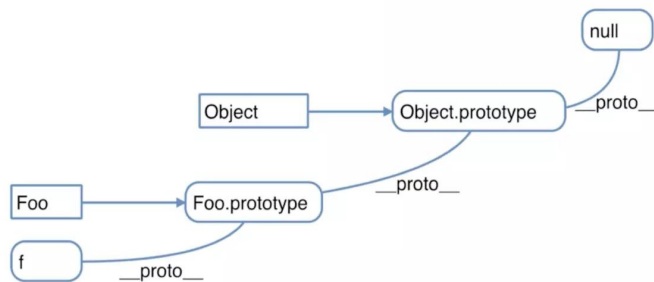 null
__proto__
Object
Object.prototype
__proto__
Foo
Foo.prototype
f
__proto__